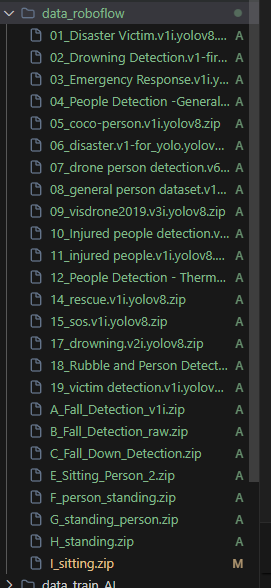 data_roboflow
01_Disaster Victim.v1i.yolov8.... A
02_Drowning Detection.v1-fir... A
03_Emergency Response.v1i.y... A
04_People Detection -General... A
05_coco-person.v1i.yolov8.zip A
06_disaster.v1-for_yolo.yolov... A
07_drone person detection.v6... A
08_general person dataset.v1... A
09_visdrone2019.v3i.yolov8.zip A
10_Injured people detection.v... A
11_injured people.v1i.yolov8.... A
12_People Detection - Therm... A
14_rescue.v1i.yolov8.zip A
15_sos.v1i.yolov8.zip A
17_drowning.v2i.yolov8.zip A
18_Rubble and Person Detect... A
19_victim detection.v1i.yolov... A
A_Fall_Detection_v1i.zip A
B_Fall_Detection_raw.zip A
C_Fall_Down_Detection.zip A
E_Sitting_Person_2.zip A
F_person_standing.zip A
G_standing_person.zip A
H_standing.zip A
I_sitting.zip M
data_train_AI